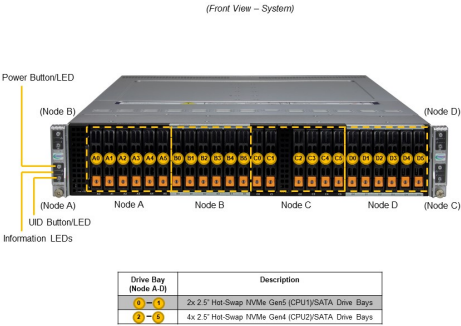 (Front View – System)
Power Button/LED
(Node B)
(Node D)
A0 A1 A2 A3 A4 A5 B0 B1 B2 B3 B4 B5 C0 C1 C2 C3 C4 C5 D0 D1 D2 D3 D4 D5
(Node A)
Node A
Node B
Node C
Node D
(Node C)
UID Button/LED
Information LEDs
Drive Bay
(Node A-D)
Description
0 – 1
2x 2.5" Hot-Swap NVMe Gen5 (CPU1)/SATA Drive Bays
2 – 5
4x 2.5" Hot-Swap NVMe Gen4 (CPU2)/SATA Drive Bays